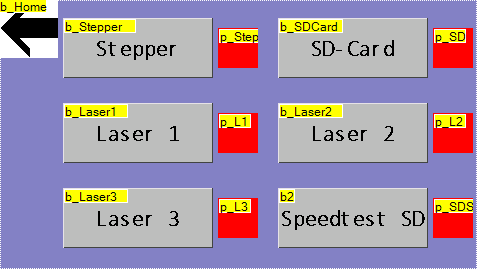 b_Home
b_Stepper
Stepper
p_Step
b_SDCard
SD-Card
p_SD
b_Laser1
Laser 1
p_L1
b_Laser2
Laser 2
p_L2
b_Laser3
Laser 3
p_L3
b2
Speedtest SD
p_SDS